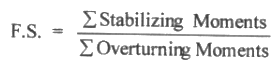 F.S. = ∑ Stabilizing Moments / ∑ Overturning Moments